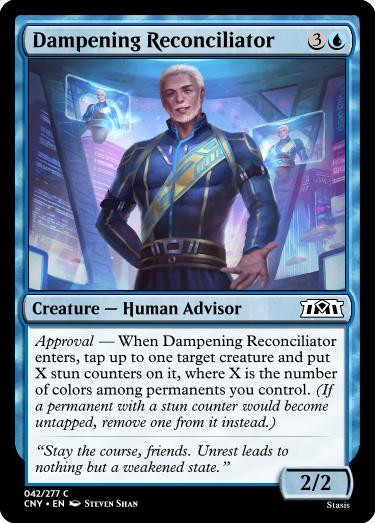 Dampening Reconciliator 3
Creature — Human Advisor
Approval — When Dampening Reconciliator
enters, tap up to one target creature and put
X stun counters on it, where X is the number
of colors among permanents you control. (If
a permanent with a stun counter would become
untapped, remove one from it instead.)
“Stay the course, friends. Unrest leads to
nothing but a weakened state.”
2/2
042/277 C
CNY • EN Steven Shan
Stasis